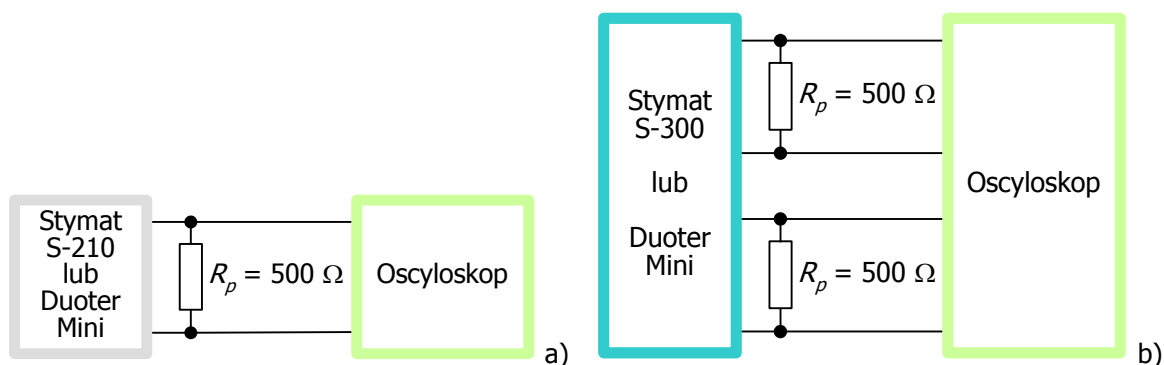 Stymat
S-210
lub
Duoter
Mini
R_p = 500 Ω
Oscyloskop
a)
Stymat
S-300
lub
Duoter
Mini
R_p = 500 Ω
R_p = 500 Ω
Oscyloskop
b)